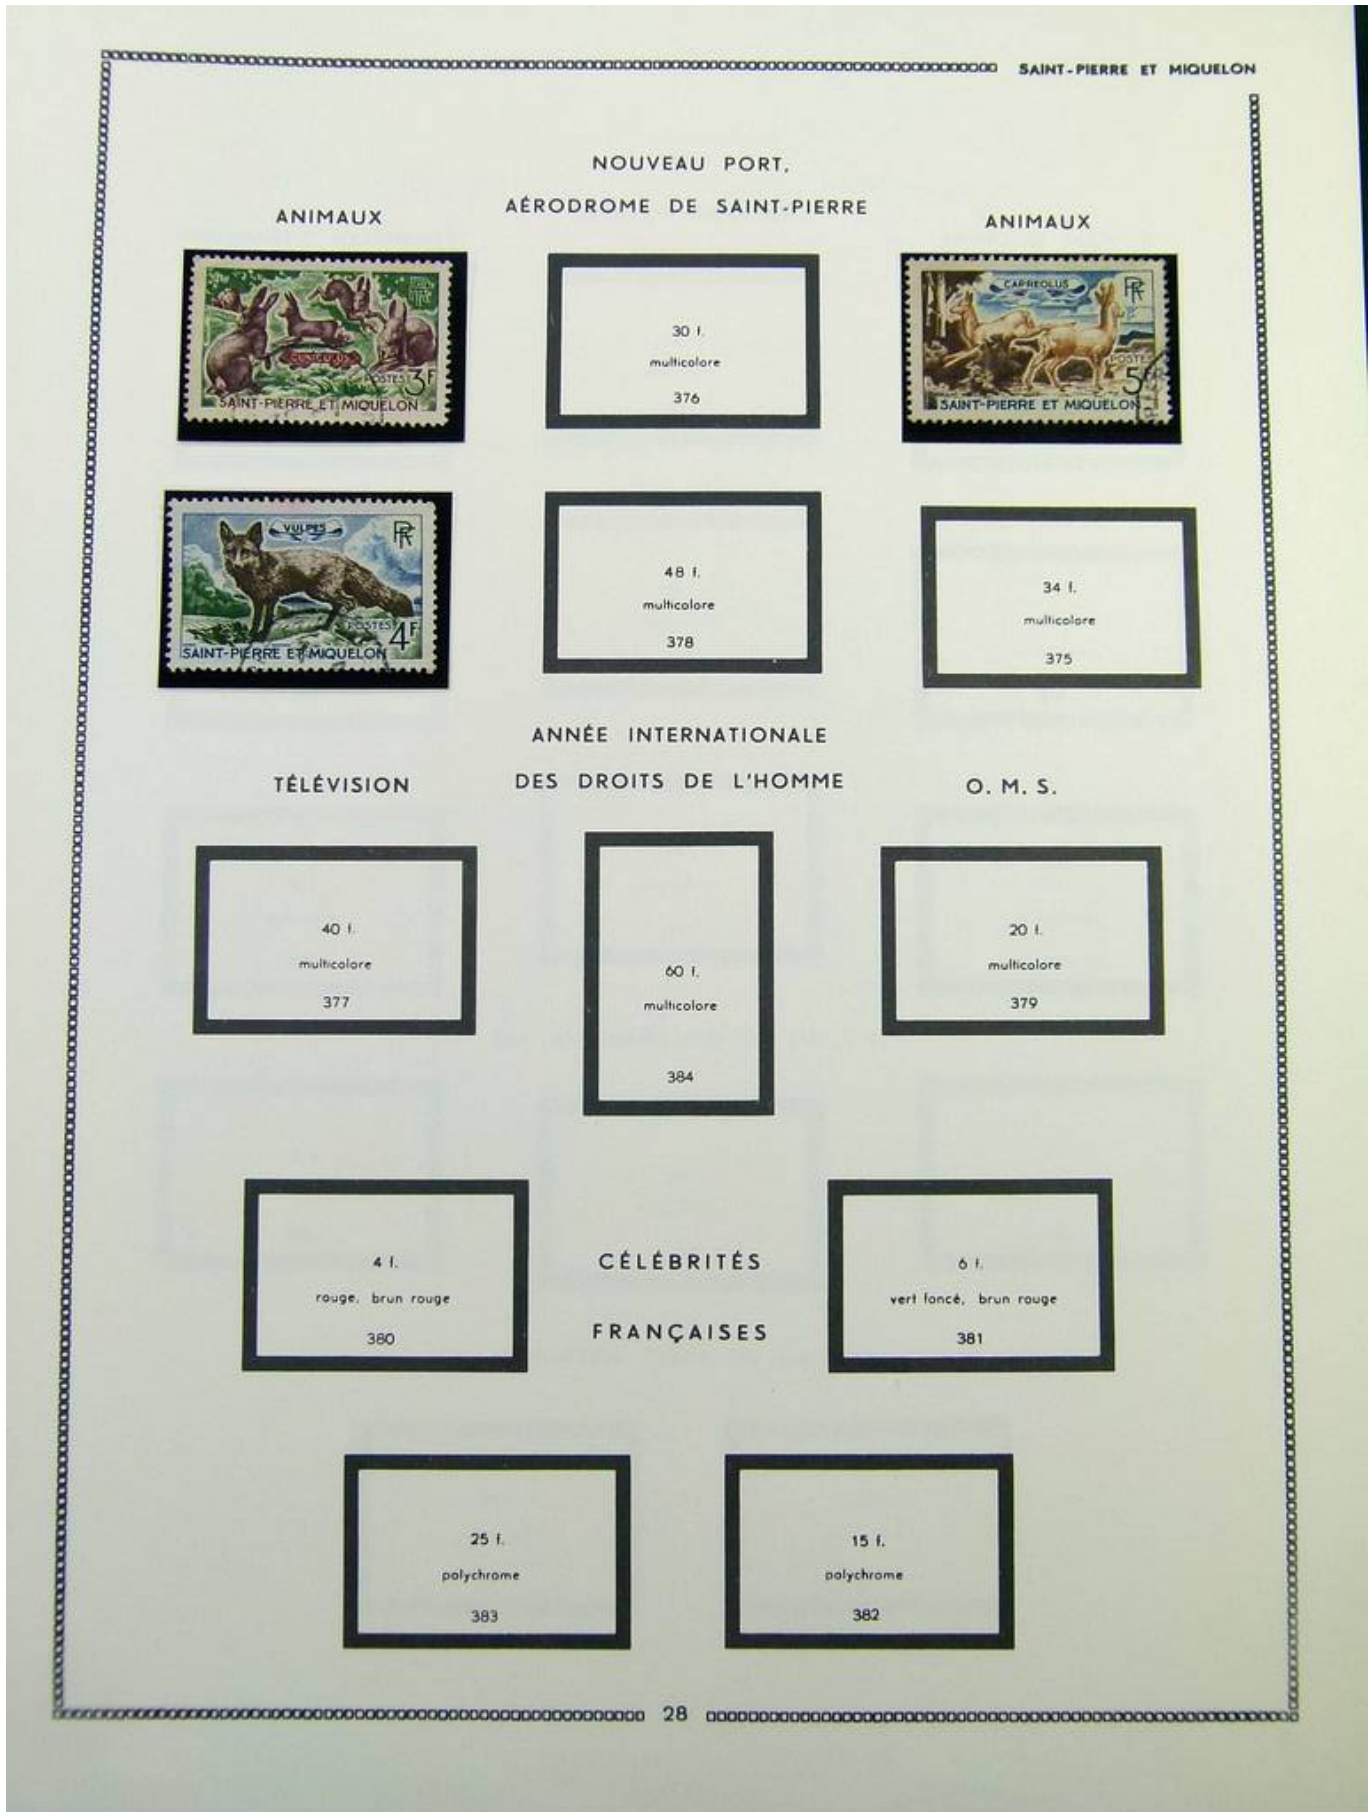 SAINT-PIERRE ET MIQUELON
NOUVEAU PORT,
AÉRODROME DE SAINT-PIERRE
ANIMAUX
ANIMAUX
CUNICULUS
RF
POSTES 3F
SAINT-PIERRE ET MIQUELON
30 f.
multicolore
376
CAPREOLUS
RF
POSTES
5F
SAINT-PIERRE ET MIQUELON
VULPES
RF
POSTES 4F
SAINT-PIERRE ET MIQUELON
48 f.
multicolore
378
34 f.
multicolore
375
ANNÉE INTERNATIONALE
DES DROITS DE L'HOMME
TÉLÉVISION
O. M. S.
40 f.
multicolore
377
60 f.
multicolore
384
20 f.
multicolore
379
4 f.
rouge, brun rouge
380
CÉLÉBRITÉS
FRANÇAISES
6 f.
vert foncé, brun rouge
381
25 f.
polychrome
383
15 f.
polychrome
382
28